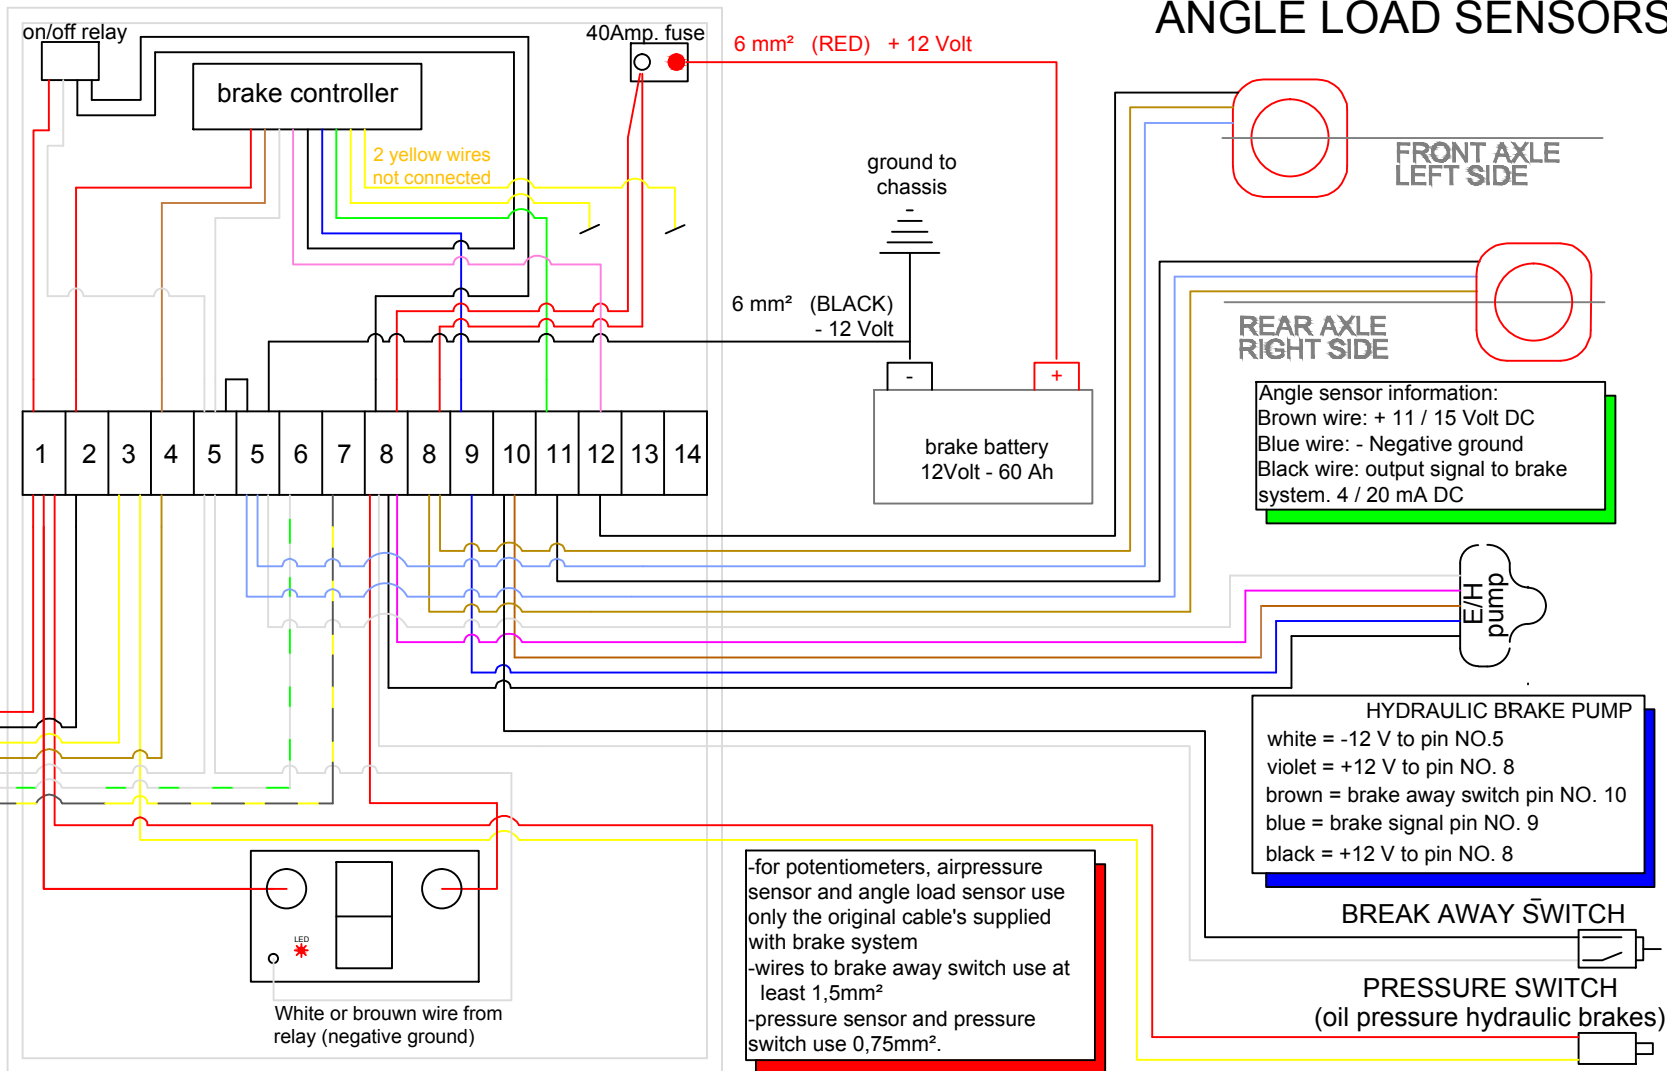 ANGLE LOAD SENSORS
on/off relay
40Amp. fuse
6 mm² (RED) + 12 Volt
brake controller
2 yellow wires
not connected
ground to
chassis
FRONT AXLE
LEFT SIDE
6 mm² (BLACK)
- 12 Volt
REAR AXLE
RIGHT SIDE
- +
brake battery
12Volt - 60 Ah
Angle sensor information:
Brown wire: + 11 / 15 Volt DC
Blue wire: - Negative ground
Black wire: output signal to brake
system. 4 / 20 mA DC
1 2 3 4 5 5 6 7 8 8 9 10 11 12 13 14
E/H
pump
HYDRAULIC BRAKE PUMP
white = -12 V to pin NO.5
violet = +12 V to pin NO. 8
brown = brake away switch pin NO. 10
blue = brake signal pin NO. 9
black = +12 V to pin NO. 8
LED
White or brouwn wire from
relay (negative ground)
-for potentiometers, airpressure
sensor and angle load sensor use
only the original cable's supplied
with brake system
-wires to brake away switch use at
least 1,5mm²
-pressure sensor and pressure
switch use 0,75mm².
BREAK AWAY SWITCH
PRESSURE SWITCH
(oil pressure hydraulic brakes)